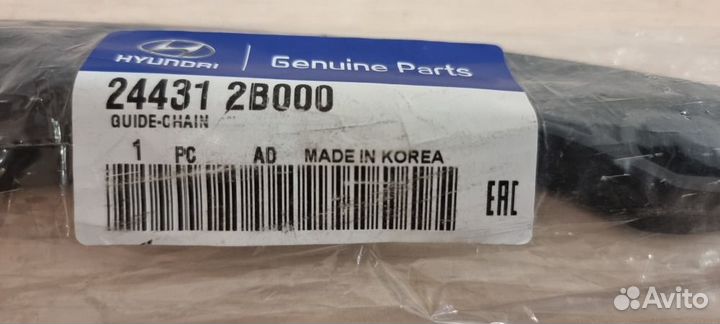 HYUNDAI
Genuine Parts
24431 2B000
GUIDE-CHAIN
1 PC AD MADE IN KOREA
EAC
Avito